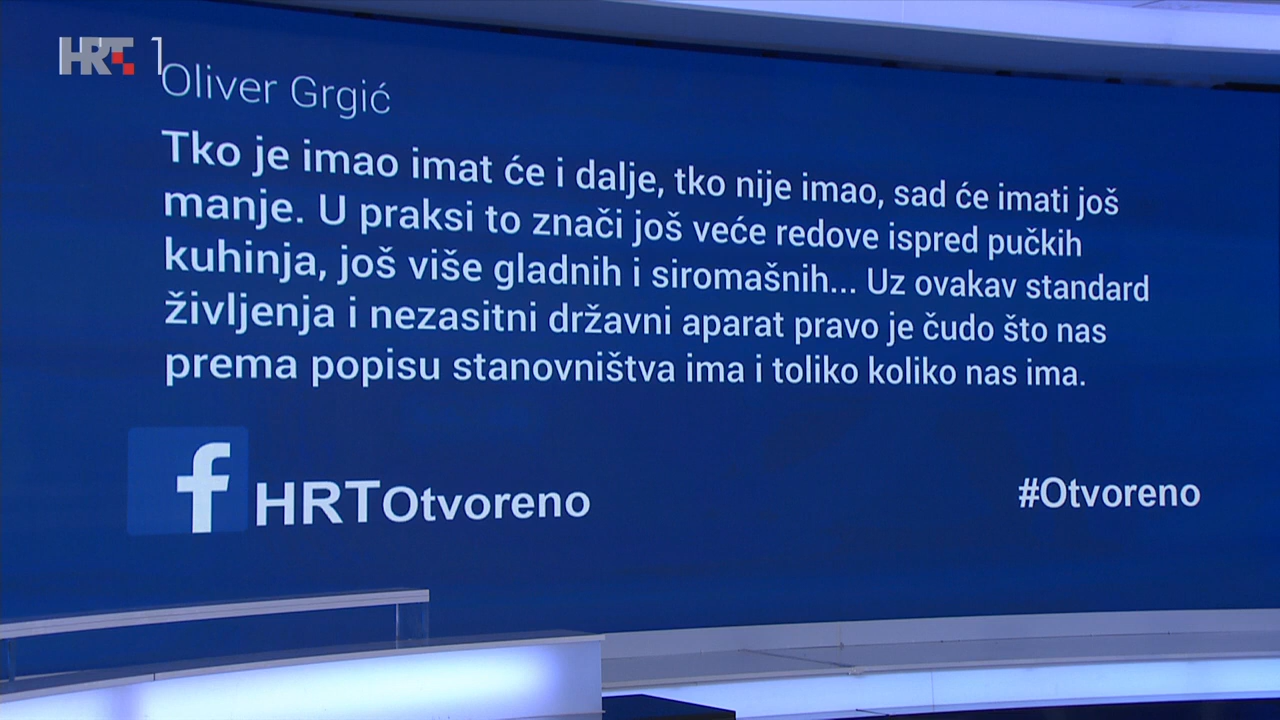 HRT 1
Oliver Grgić
Tko je imao imat će i dalje, tko nije imao, sad će imati još
manje. U praksi to znači još veće redove ispred pučkih
kuhinja, još više gladnih i siromašnih... Uz ovakav standard
življenja i nezasitni državni aparat pravo je čudo što nas
prema popisu stanovništva ima i toliko koliko nas ima.
f HRTOtvoreno
#Otvoreno